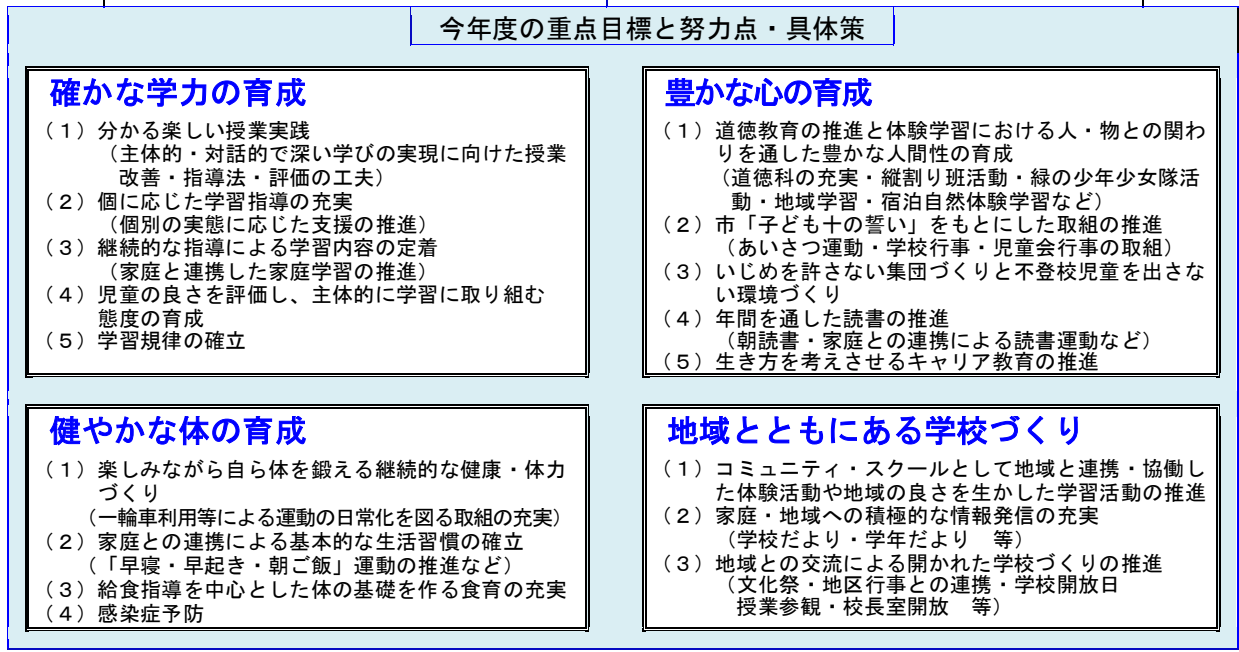 今年度の重点目標と努力点・具体策
確かな学力の育成
（１）分かる楽しい授業実践
（主体的・対話的で深い学びの実現に向けた授業
改善・指導法・評価の工夫）
（２）個に応じた学習指導の充実
（個別の実態に応じた支援の推進）
（３）継続的な指導による学習内容の定着
（家庭と連携した家庭学習の推進）
（４）児童の良さを評価し、主体的に学習に取り組む
態度の育成
（５）学習規律の確立
豊かな心の育成
（１）道徳教育の推進と体験学習における人・物との関わ
りを通した豊かな人間性の育成
（道徳科の充実・縦割り班活動・緑の少年少女隊活
動・地域学習・宿泊自然体験学習など）
（２）市「子ども十の誓い」をもとにした取組の推進
（あいさつ運動・学校行事・児童会行事の取組）
（３）いじめを許さない集団づくりと不登校児童を出さな
い環境づくり
（４）年間を通した読書の推進
（朝読書・家庭との連携による読書運動など）
（５）生き方を考えさせるキャリア教育の推進
健やかな体の育成
（１）楽しみながら自ら体を鍛える継続的な健康・体力
づくり
（一輪車利用等による運動の日常化を図る取組の充実）
（２）家庭との連携による基本的な生活習慣の確立
（「早寝・早起き・朝ご飯」運動の推進など）
（３）給食指導を中心とした体の基礎を作る食育の充実
（４）感染症予防
地域とともにある学校づくり
（１）コミュニティ・スクールとして地域と連携・協働し
た体験活動や地域の良さを生かした学習活動の推進
（２）家庭・地域への積極的な情報発信の充実
（学校だより・学年だより　等）
（３）地域との交流による開かれた学校づくりの推進
（文化祭・地区行事との連携・学校開放日
授業参観・校長室開放　等）